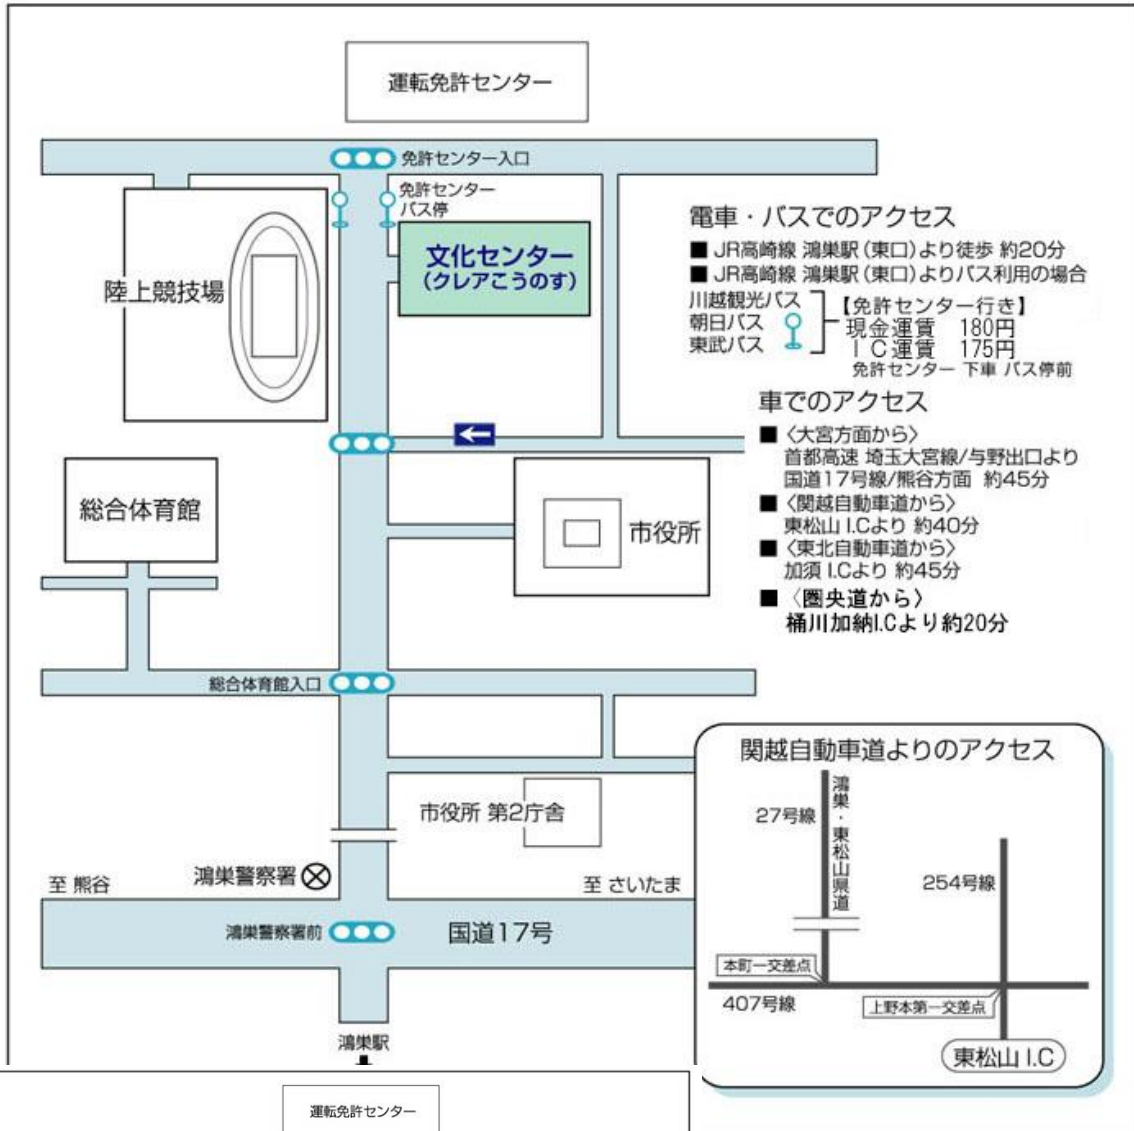 運転免許センター
免許センター入口
免許センター
バス停
文化センター
(クレアこうのす)
陸上競技場
電車・バスでのアクセス
■ JR高崎線 鴻巣駅(東口)より徒歩 約20分
■ JR高崎線 鴻巣駅(東口)よりバス利用の場合
川越観光バス
朝日バス
東武バス
【免許センター行き】
現金運賃 180円
IC運賃 175円
免許センター 下車 バス停前
車でのアクセス
■〈大宮方面から〉
首都高速 埼玉大宮線/与野出口より
国道17号線/熊谷方面 約45分
■〈関越自動車道から〉
東松山 I.Cより 約40分
■〈東北自動車道から〉
加須 I.Cより 約45分
■〈圏央道から〉
桶川加納I.Cより約20分
総合体育館
市役所
総合体育館入口
市役所 第2庁舎
鴻巣警察署
至 熊谷
至 さいたま
鴻巣警察署前
国道17号
鴻巣駅
関越自動車道よりのアクセス
27号線
鴻巣・東松山県道
254号線
本町一交差点
407号線
上野本第一交差点
東松山 I.C
運転免許センター